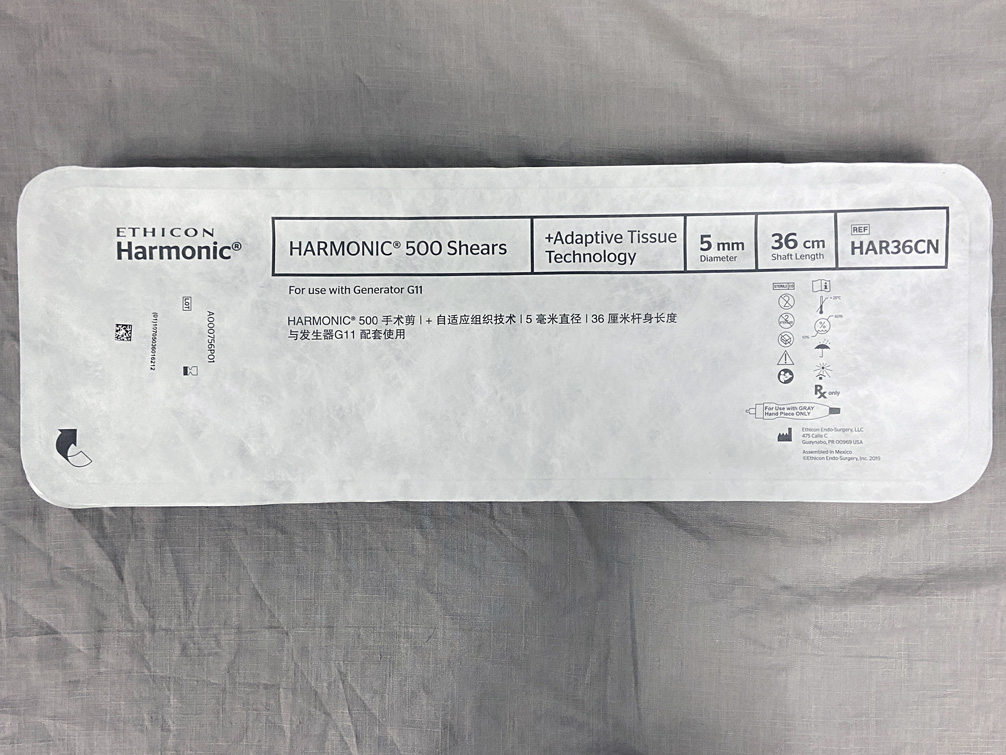 ETHICON
Harmonic®
HARMONIC® 500 Shears
+Adaptive Tissue
Technology
5 mm
Diameter
36 cm
Shaft Length
REF
HAR36CN
For use with Generator G11
HARMONIC® 500 手术剪 | + 自适应组织技术 | 5 毫米直径 | 36 厘米杆身长度
与发生器G11 配套使用
LOT
A000756P01
Rx only
For Use with GRAY
Hand Piece ONLY
Ethicon Endo-Surgery, LLC
475 Calle C
Guaynabo, PR 00969 USA
Assembled in Mexico
©Ethicon Endo-Surgery, Inc. 2015